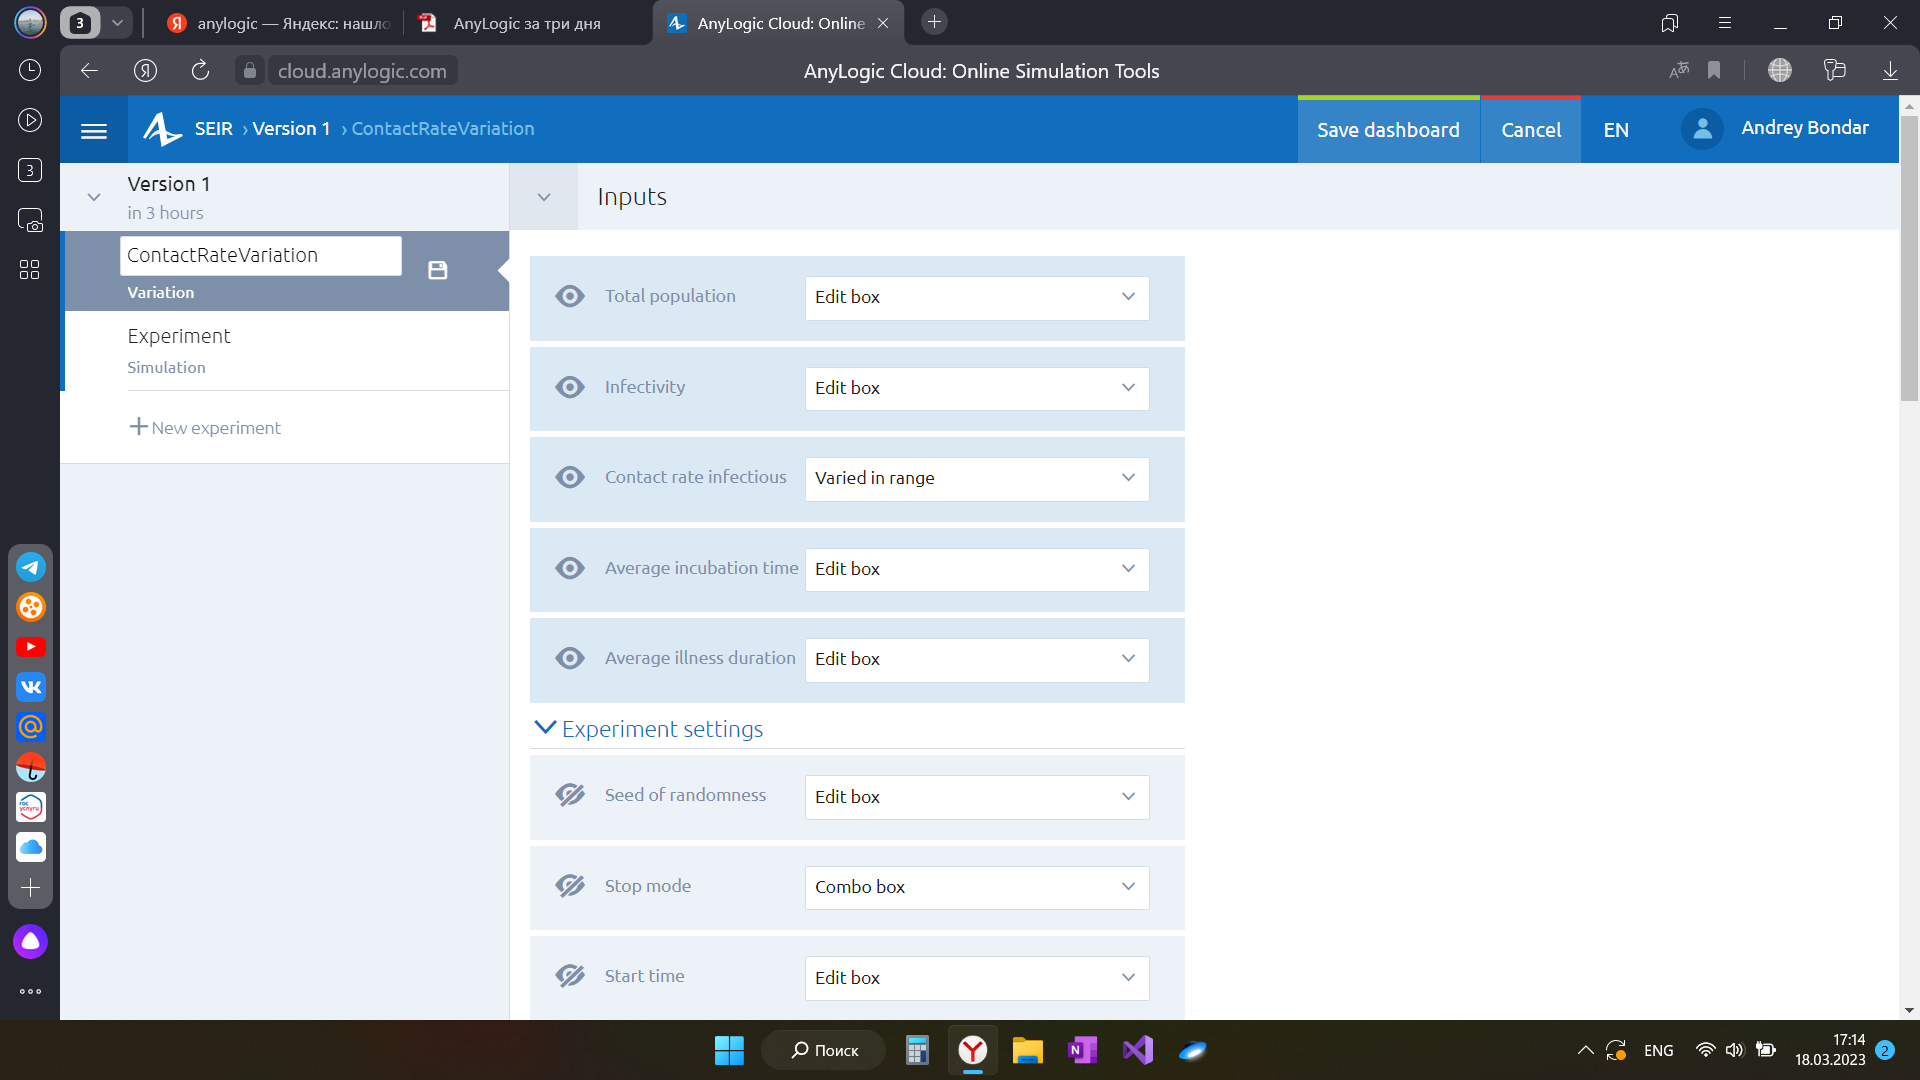 3
anylogic — Яндекс: нашло
AnyLogic за три дня
AnyLogic Cloud: Online
cloud.anylogic.com
AnyLogic Cloud: Online Simulation Tools
SEIR › Version 1 › ContactRateVariation
Save dashboard
Cancel
EN
Andrey Bondar
3
Version 1
in 3 hours
ContactRateVariation
Variation
Experiment
Simulation
New experiment
Inputs
Total population
Edit box
Infectivity
Edit box
Contact rate infectious
Varied in range
Average incubation time
Edit box
Average illness duration
Edit box
Experiment settings
Seed of randomness
Edit box
Stop mode
Combo box
Start time
Edit box
Поиск
ENG
17:14
18.03.2023
2